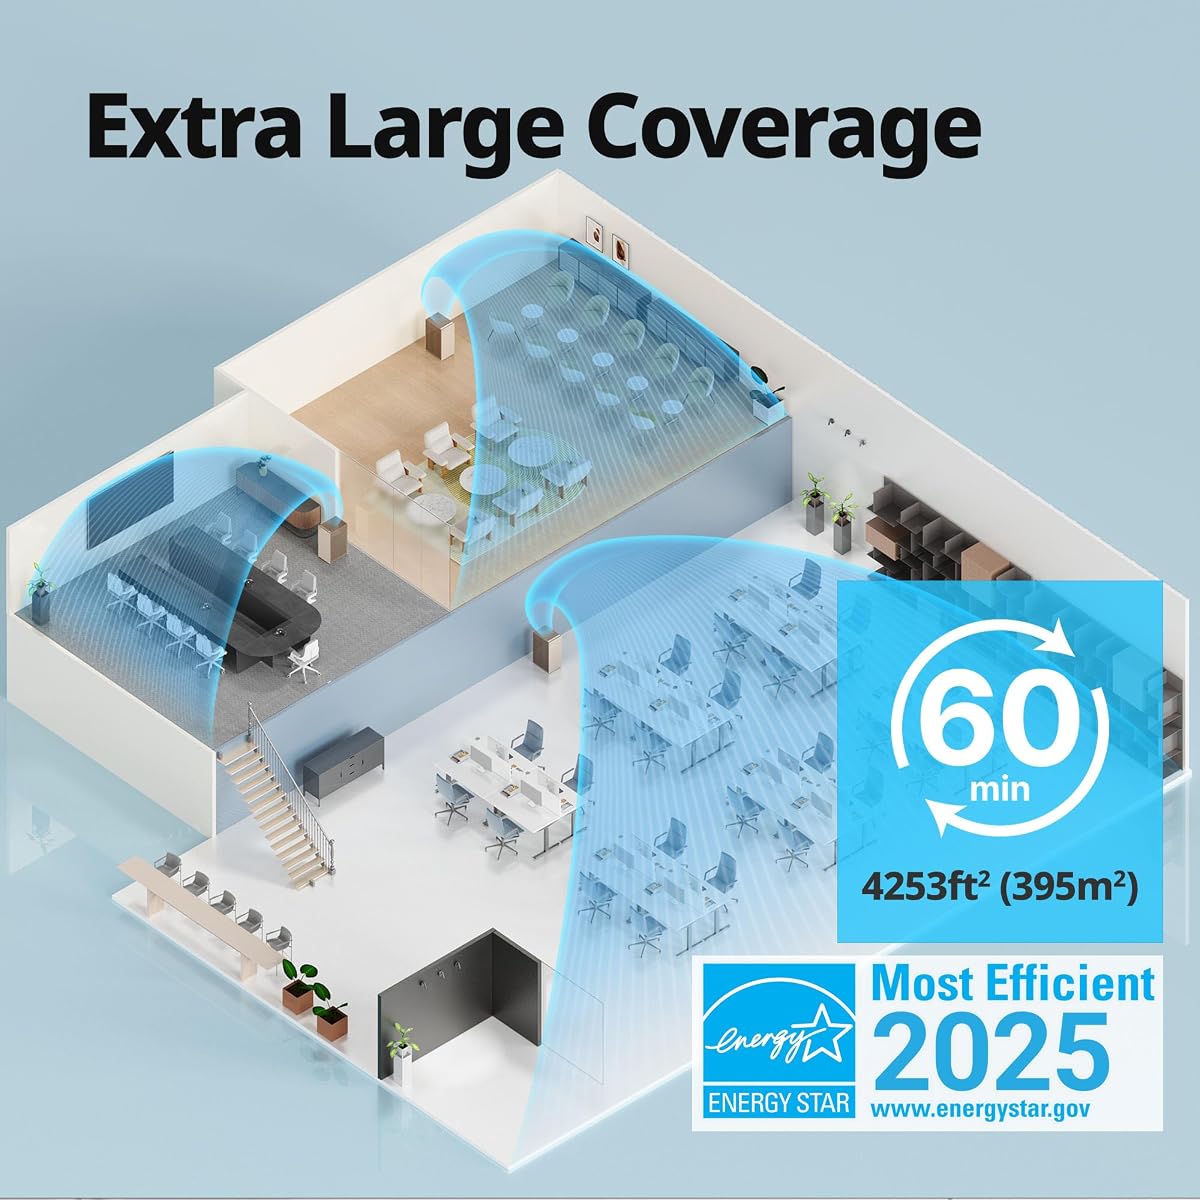 Extra Large Coverage
60
min
4253ft² (395m²)
energy
ENERGY STAR
Most Efficient
2025
www.energystar.gov